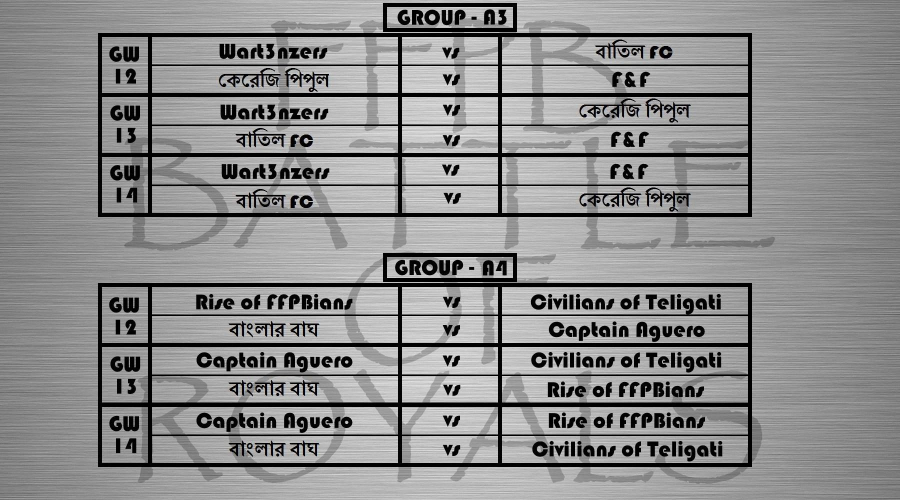 GROUP - A3
GW 12 Wart3nzers vs বাতিল FC
কেরেজি পিপুল vs F&F
GW 13 Wart3nzers vs কেরেজি পিপুল
বাতিল FC vs F&F
GW 14 Wart3nzers vs F&F
বাতিল FC vs কেরেজি পিপুল
GROUP - A4
GW 12 Rise of FFPBians vs Civilians of Teligati
বাংলার বাঘ vs Captain Aguero
GW 13 Captain Aguero vs Civilians of Teligati
বাংলার বাঘ vs Rise of FFPBians
GW 14 Captain Aguero vs Rise of FFPBians
বাংলার বাঘ vs Civilians of Teligati
FFPB
BATTLE
OF
ROYALS